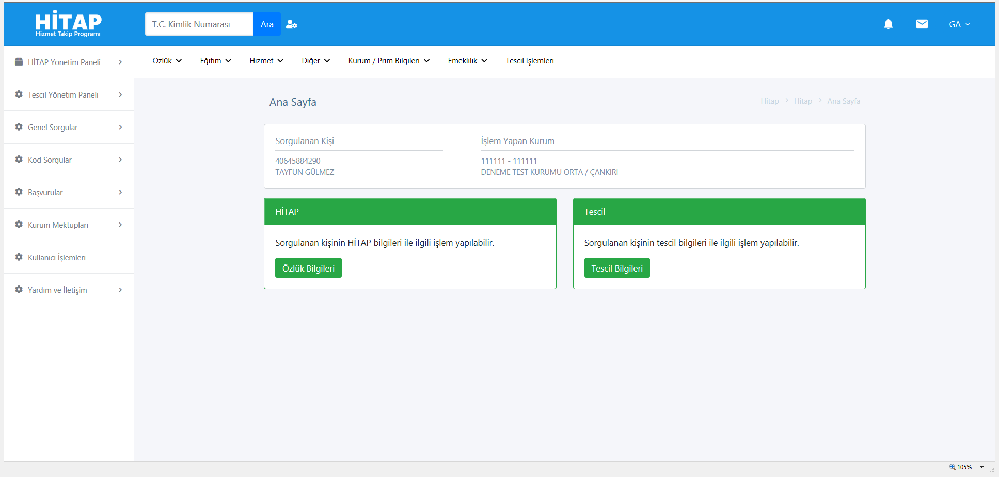 HİTAP
Hizmet Takip Programı
T.C. Kimlik Numarası
Ara
GA
HİTAP Yönetim Paneli
Tescil Yönetim Paneli
Genel Sorgular
Kod Sorgular
Başvurular
Kurum Mektupları
Kullanıcı İşlemleri
Yardım ve İletişim
Özlük
Eğitim
Hizmet
Diğer
Kurum / Prim Bilgileri
Emeklilik
Tescil İşlemleri
Ana Sayfa
Hitap > Hitap > Ana Sayfa
Sorgulanan Kişi
40645884290
TAYFUN GÜLMEZ
İşlem Yapan Kurum
111111 - 111111
DENEME TEST KURUMU ORTA / ÇANKIRI
HİTAP
Sorgulanan kişinin HİTAP bilgileri ile ilgili işlem yapılabilir.
Özlük Bilgileri
Tescil
Sorgulanan kişinin tescil bilgileri ile ilgili işlem yapılabilir.
Tescil Bilgileri
105%